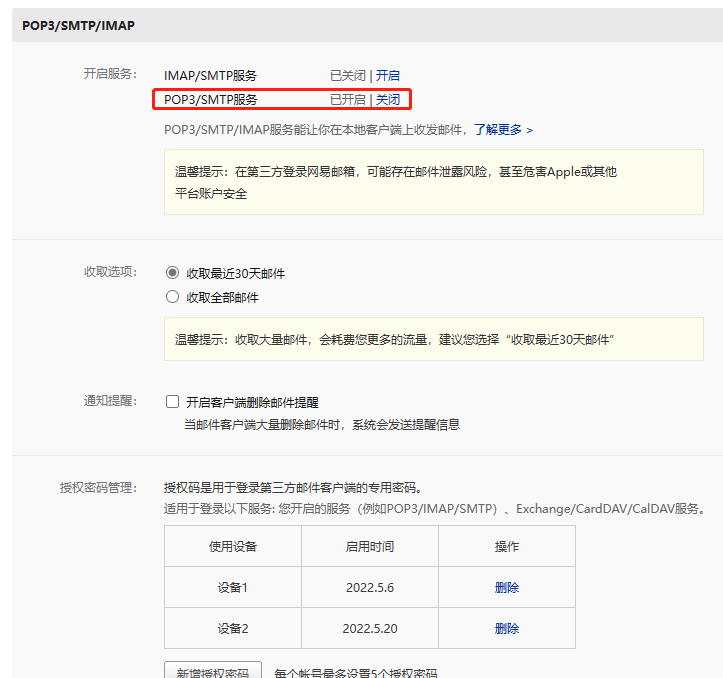 POP3/SMTP/IMAP
开启服务： IMAP/SMTP服务 已关闭 | 开启
POP3/SMTP服务 已开启 | 关闭
POP3/SMTP/IMAP服务能让你在本地客户端上收发邮件，了解更多 >
温馨提示：在第三方登录网易邮箱，可能存在邮件泄露风险，甚至危害Apple或其他
平台账户安全
收取选项： 收取最近30天邮件
收取全部邮件
温馨提示：收取大量邮件，会耗费您更多的流量，建议您选择“收取最近30天邮件”
通知提醒： 开启客户端删除邮件提醒
当邮件客户端大量删除邮件时，系统会发送提醒信息
授权密码管理： 授权码是用于登录第三方邮件客户端的专用密码。
适用于登录以下服务: 您开启的服务（例如POP3/IMAP/SMTP）、Exchange/CardDAV/CalDAV服务。
使用设备 启用时间 操作
设备1 2022.5.6 删除
设备2 2022.5.20 删除
新增授权密码 每个帐号最多设置5个授权密码